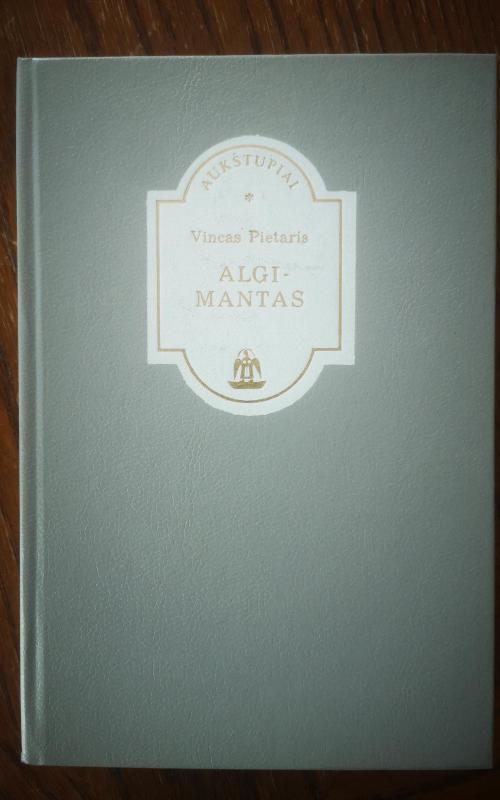 AUKŠTUPIAI
*
Vincas Pietaris
ALGI-
MANTAS